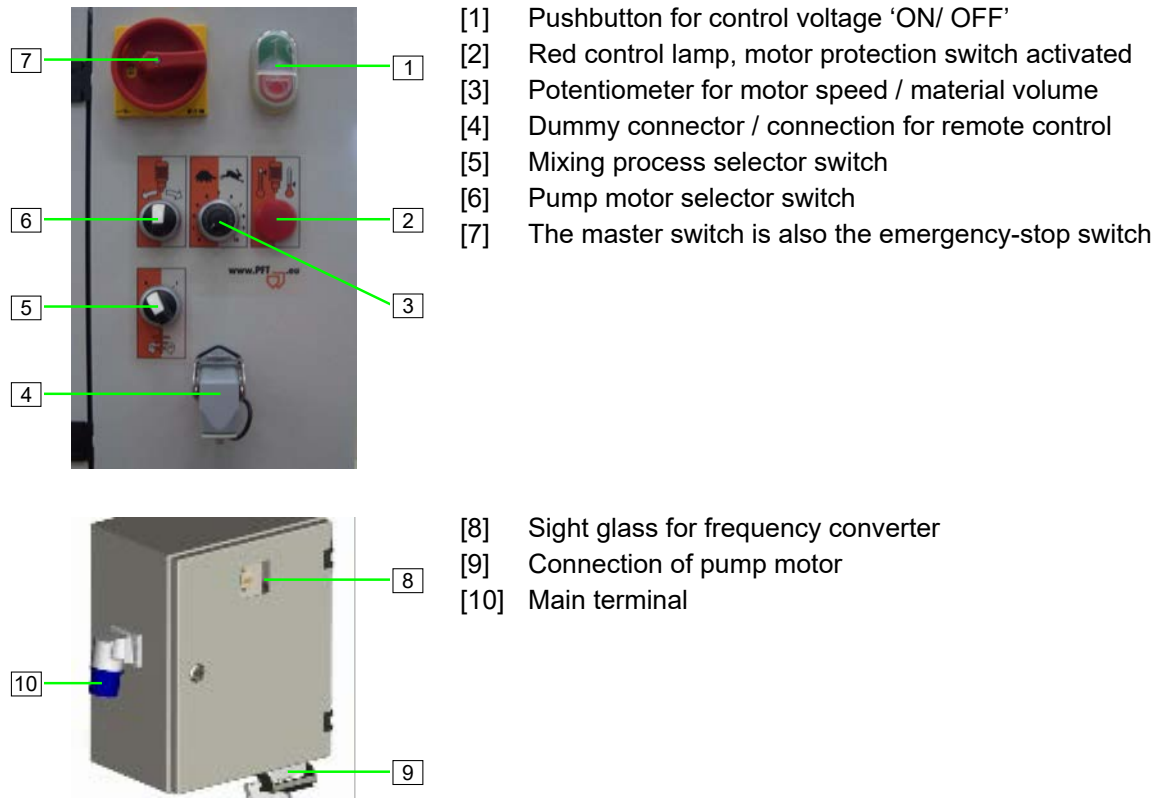 [1] Pushbutton for control voltage ‘ON/ OFF’
[2] Red control lamp, motor protection switch activated
[3] Potentiometer for motor speed / material volume
[4] Dummy connector / connection for remote control
[5] Mixing process selector switch
[6] Pump motor selector switch
[7] The master switch is also the emergency-stop switch
7
1
6
2
www.PFT .eu
5
3
4
[8] Sight glass for frequency converter
[9] Connection of pump motor
[10] Main terminal
8
10
9